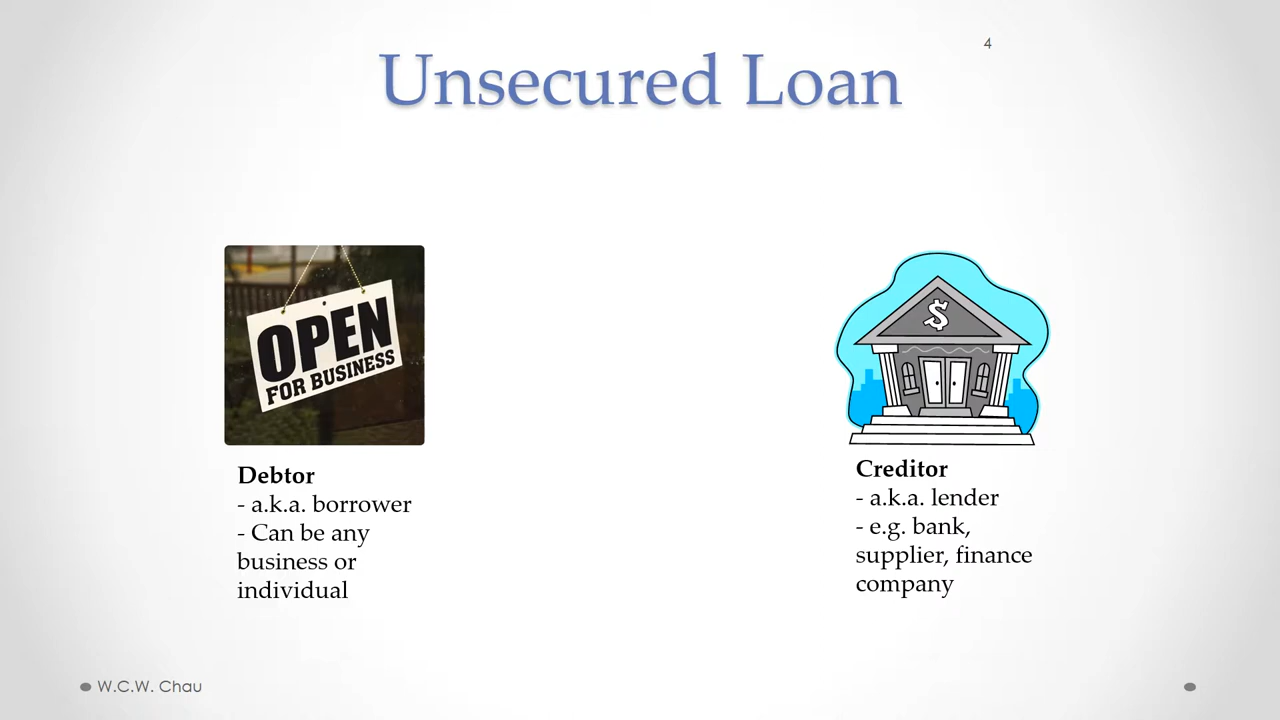 4
Unsecured Loan
OPEN
FOR BUSINESS
$
Debtor
- a.k.a. borrower
- Can be any
business or
individual
Creditor
- a.k.a. lender
- e.g. bank,
supplier, finance
company
W.C.W. Chau